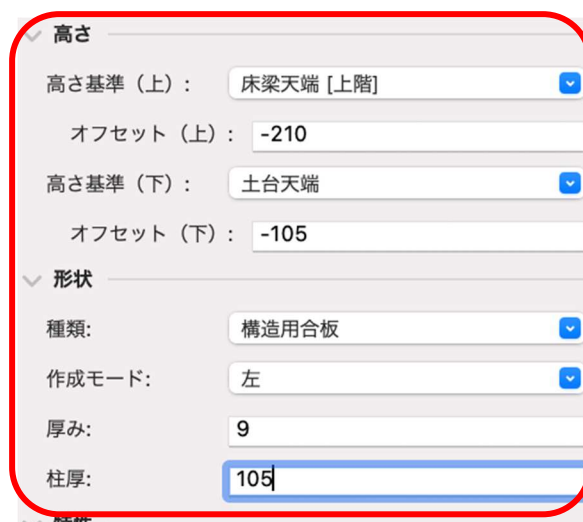 高さ
高さ基準（上）: 床梁天端 [上階]
オフセット（上）: -210
高さ基準（下）: 土台天端
オフセット（下）: -105
形状
種類: 構造用合板
作成モード: 左
厚み: 9
柱厚: 105